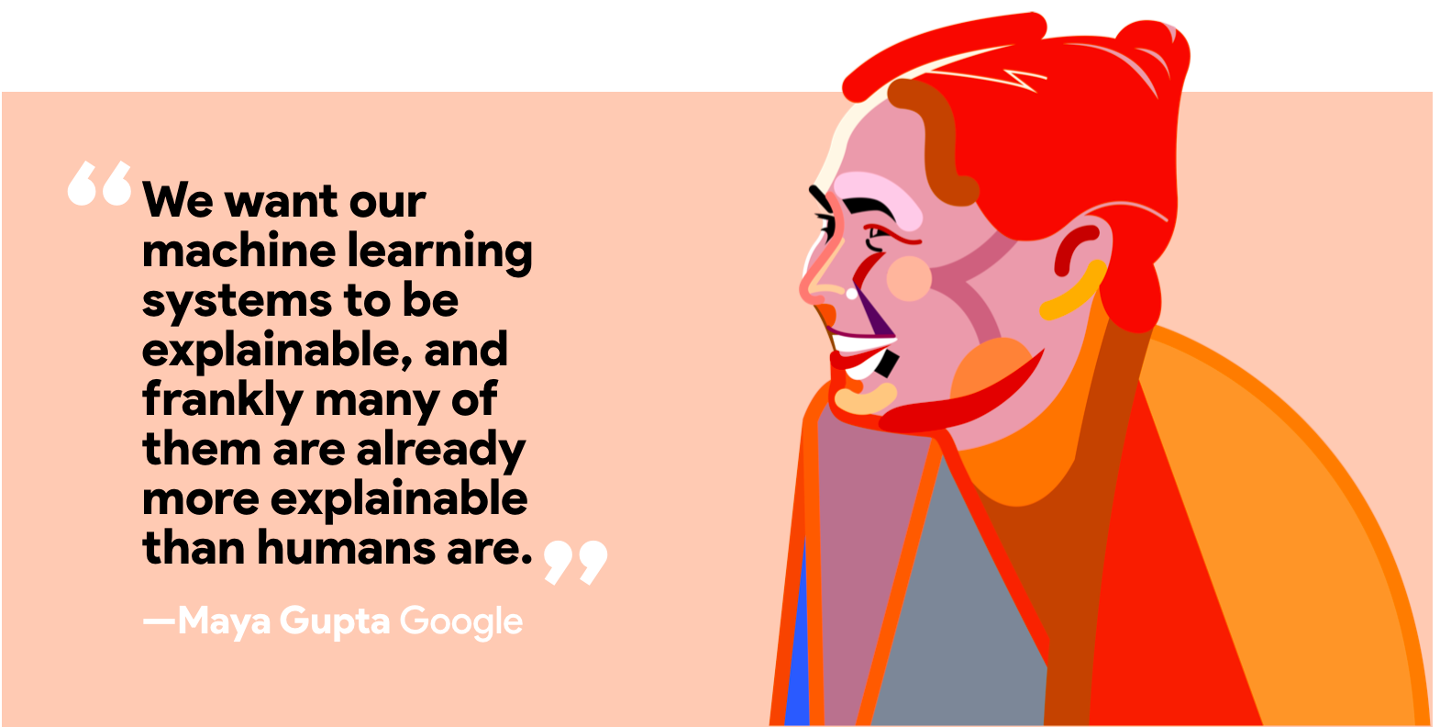 “We want our
machine learning
systems to be
explainable, and
frankly many of
them are already
more explainable
than humans are.”
—Maya Gupta Google